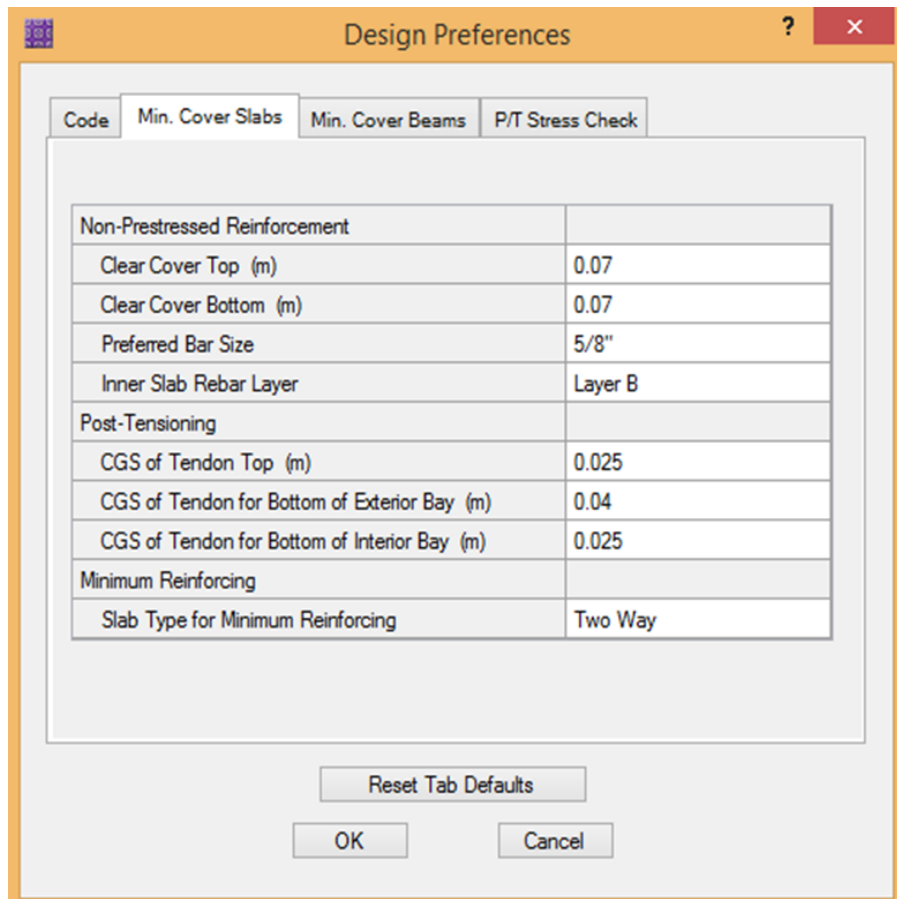 Design Preferences
?
×
Code
Min. Cover Slabs
Min. Cover Beams
P/T Stress Check
Non-Prestressed Reinforcement
Clear Cover Top (m) 0.07
Clear Cover Bottom (m) 0.07
Preferred Bar Size 5/8"
Inner Slab Rebar Layer Layer B
Post-Tensioning
CGS of Tendon Top (m) 0.025
CGS of Tendon for Bottom of Exterior Bay (m) 0.04
CGS of Tendon for Bottom of Interior Bay (m) 0.025
Minimum Reinforcing
Slab Type for Minimum Reinforcing Two Way
Reset Tab Defaults
OK
Cancel